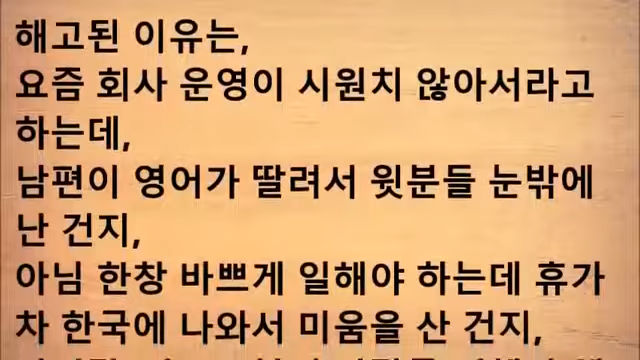 해고된 이유는,
요즘 회사 운영이 시원치 않아서라고
하는데,
남편이 영어가 딸려서 윗분들 눈밖에
난 건지,
아님 한창 바쁘게 일해야 하는데 휴가
차 한국에 나와서 미움을 산 건지,